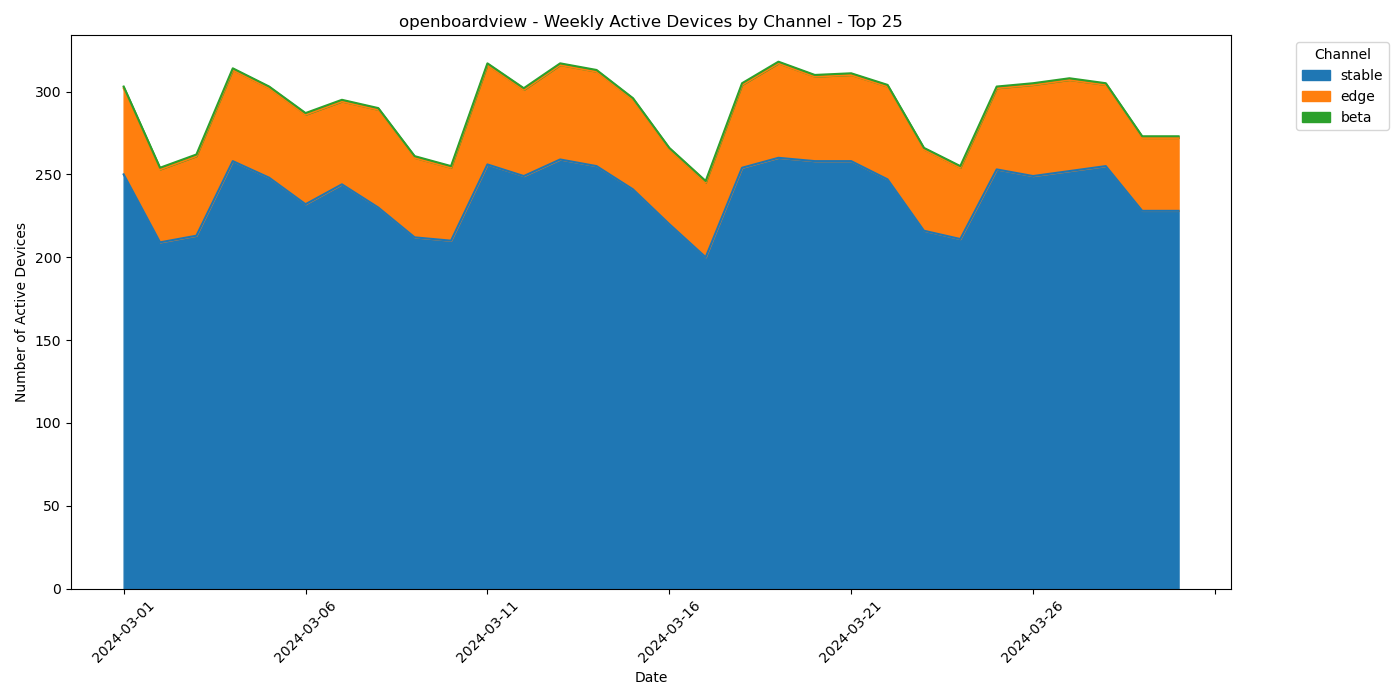 openboardview - Weekly Active Devices by Channel - Top 25
Channel
stable
edge
beta
Number of Active Devices
300
250
200
150
100
50
0
2024-03-01
2024-03-06
2024-03-11
2024-03-16
2024-03-21
2024-03-26
Date